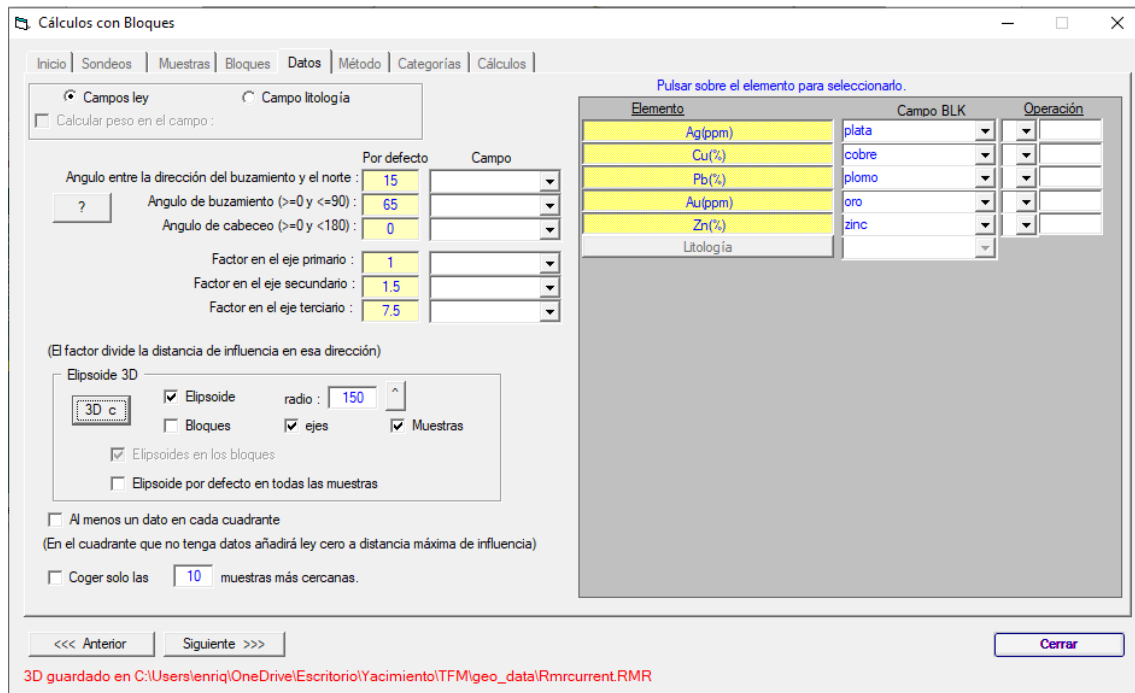 Cálculos con Bloques
Inicio Sondeos Muestras Bloques Datos Método Categorías Cálculos
Campos ley Campo litología
Calcular peso en el campo :
Por defecto Campo
Angulo entre la dirección del buzamiento y el norte : 15
? Angulo de buzamiento (>=0 y <=90) : 65
Angulo de cabeceo (>=0 y <180) : 0
Factor en el eje primario : 1
Factor en el eje secundario : 1.5
Factor en el eje terciario : 7.5
(El factor divide la distancia de influencia en esa dirección)
Elipsoide 3D
3D c Elipsoide radio : 150 ^
Bloques ejes Muestras
Elipsoides en los bloques
Elipsoide por defecto en todas las muestras
Al menos un dato en cada cuadrante
(En el cuadrante que no tenga datos añadirá ley cero a distancia máxima de influencia)
Coger solo las 10 muestras más cercanas.
Pulsar sobre el elemento para seleccionarlo.
Elemento Campo BLK Operación
Ag(ppm) plata
Cu(%) cobre
Pb(%) plomo
Au(ppm) oro
Zn(%) zinc
Litología
<<< Anterior Siguiente >>> Cerrar
3D guardado en C:\Users\enriq\OneDrive\Escritorio\Yacimiento\TFM\geo_data\Rmrcurrent.RMR